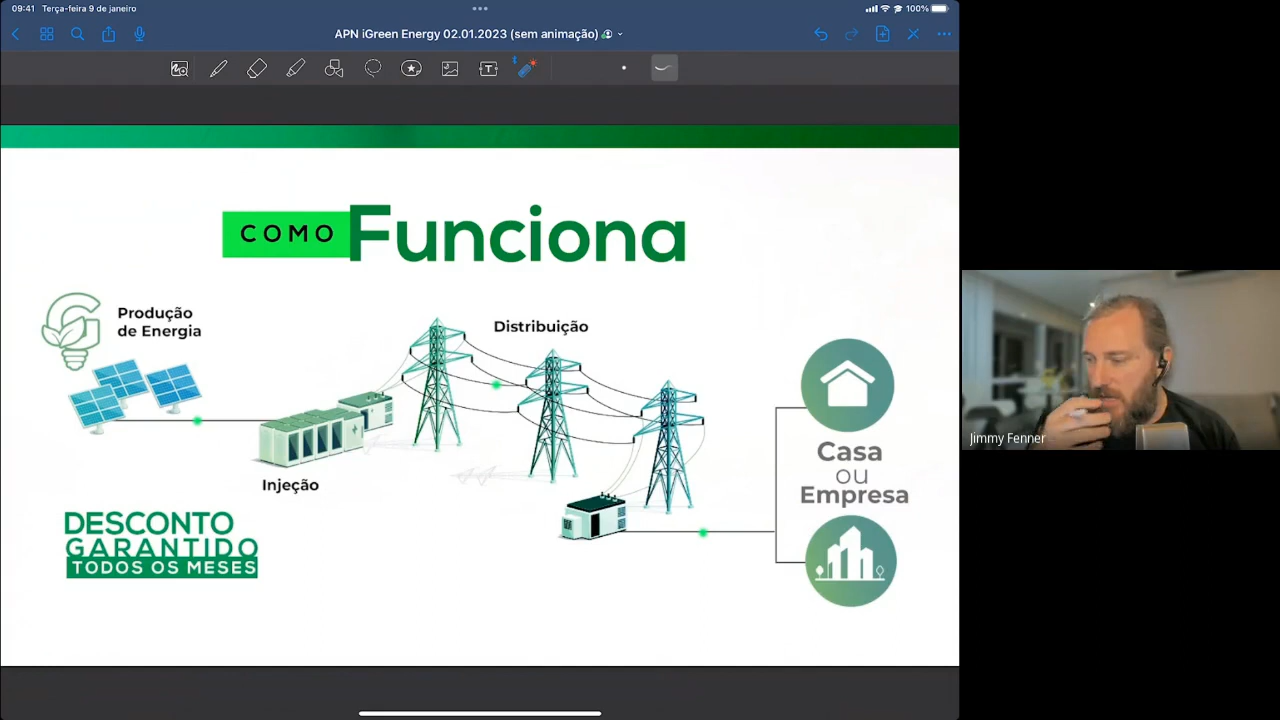 09:41 Terça-feira 9 de janeiro
100%
APN iGreen Energy 02.01.2023 (sem animação)
COMO Funciona
Produção
de Energia
Distribuição
Injeção
Casa
ou
Empresa
DESCONTO
GARANTIDO
TODOS OS MESES
Jimmy Fenner